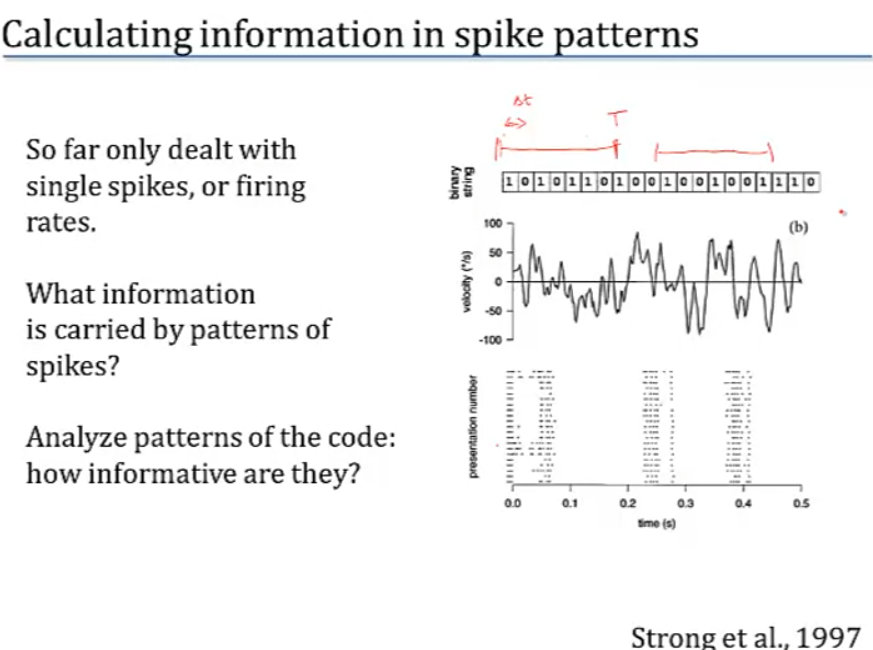 Calculating information in spike patterns
So far only dealt with
single spikes, or firing
rates.
What information
is carried by patterns of
spikes?
Analyze patterns of the code:
how informative are they?
Δt
T
binary
string
1 0 1 0 1 1 0 1 0 0 1 0 0 1 0 0 1 1 1 0
(b)
velocity (°/s)
100
50
0
-50
-100
presentation number
0.0 0.1 0.2 0.3 0.4 0.5
time (s)
Strong et al., 1997